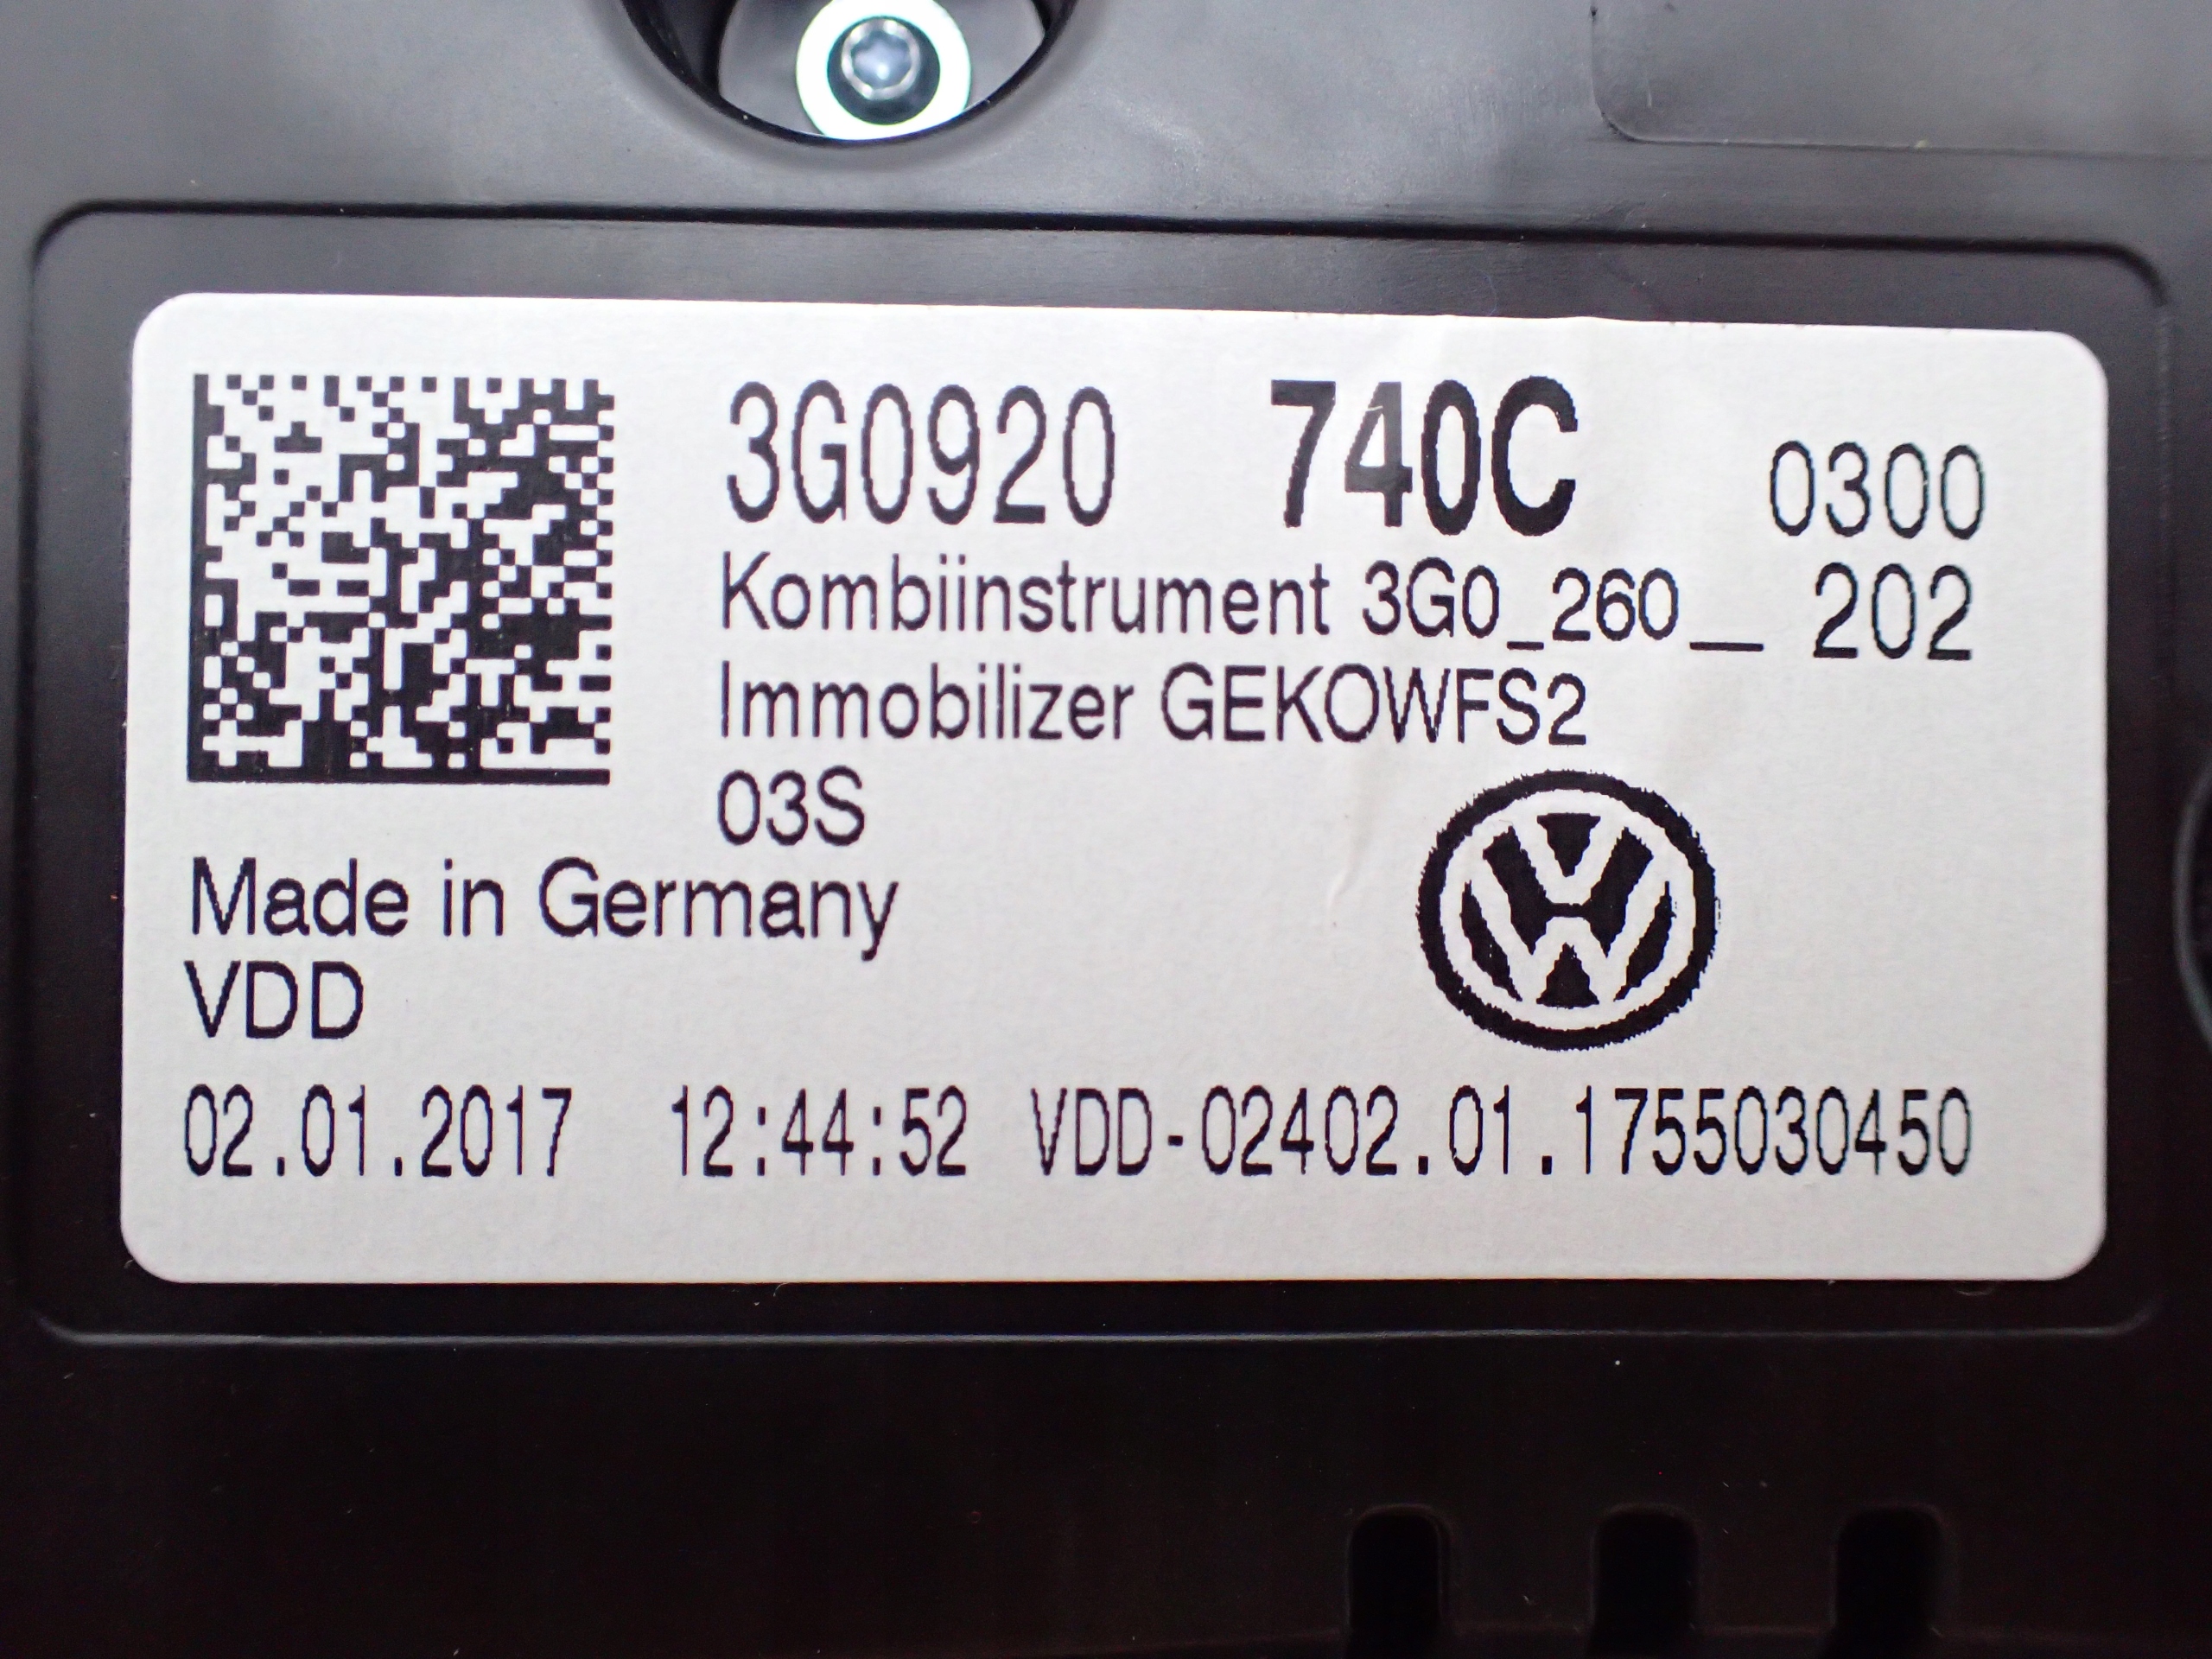 3G0920 740C 0300
Kombiinstrument 3G0_260__ 202
Immobilizer GEKOWFS2
03S
Made in Germany
VDD
02.01.2017 12:44:52 VDD-02402.01.1755030450